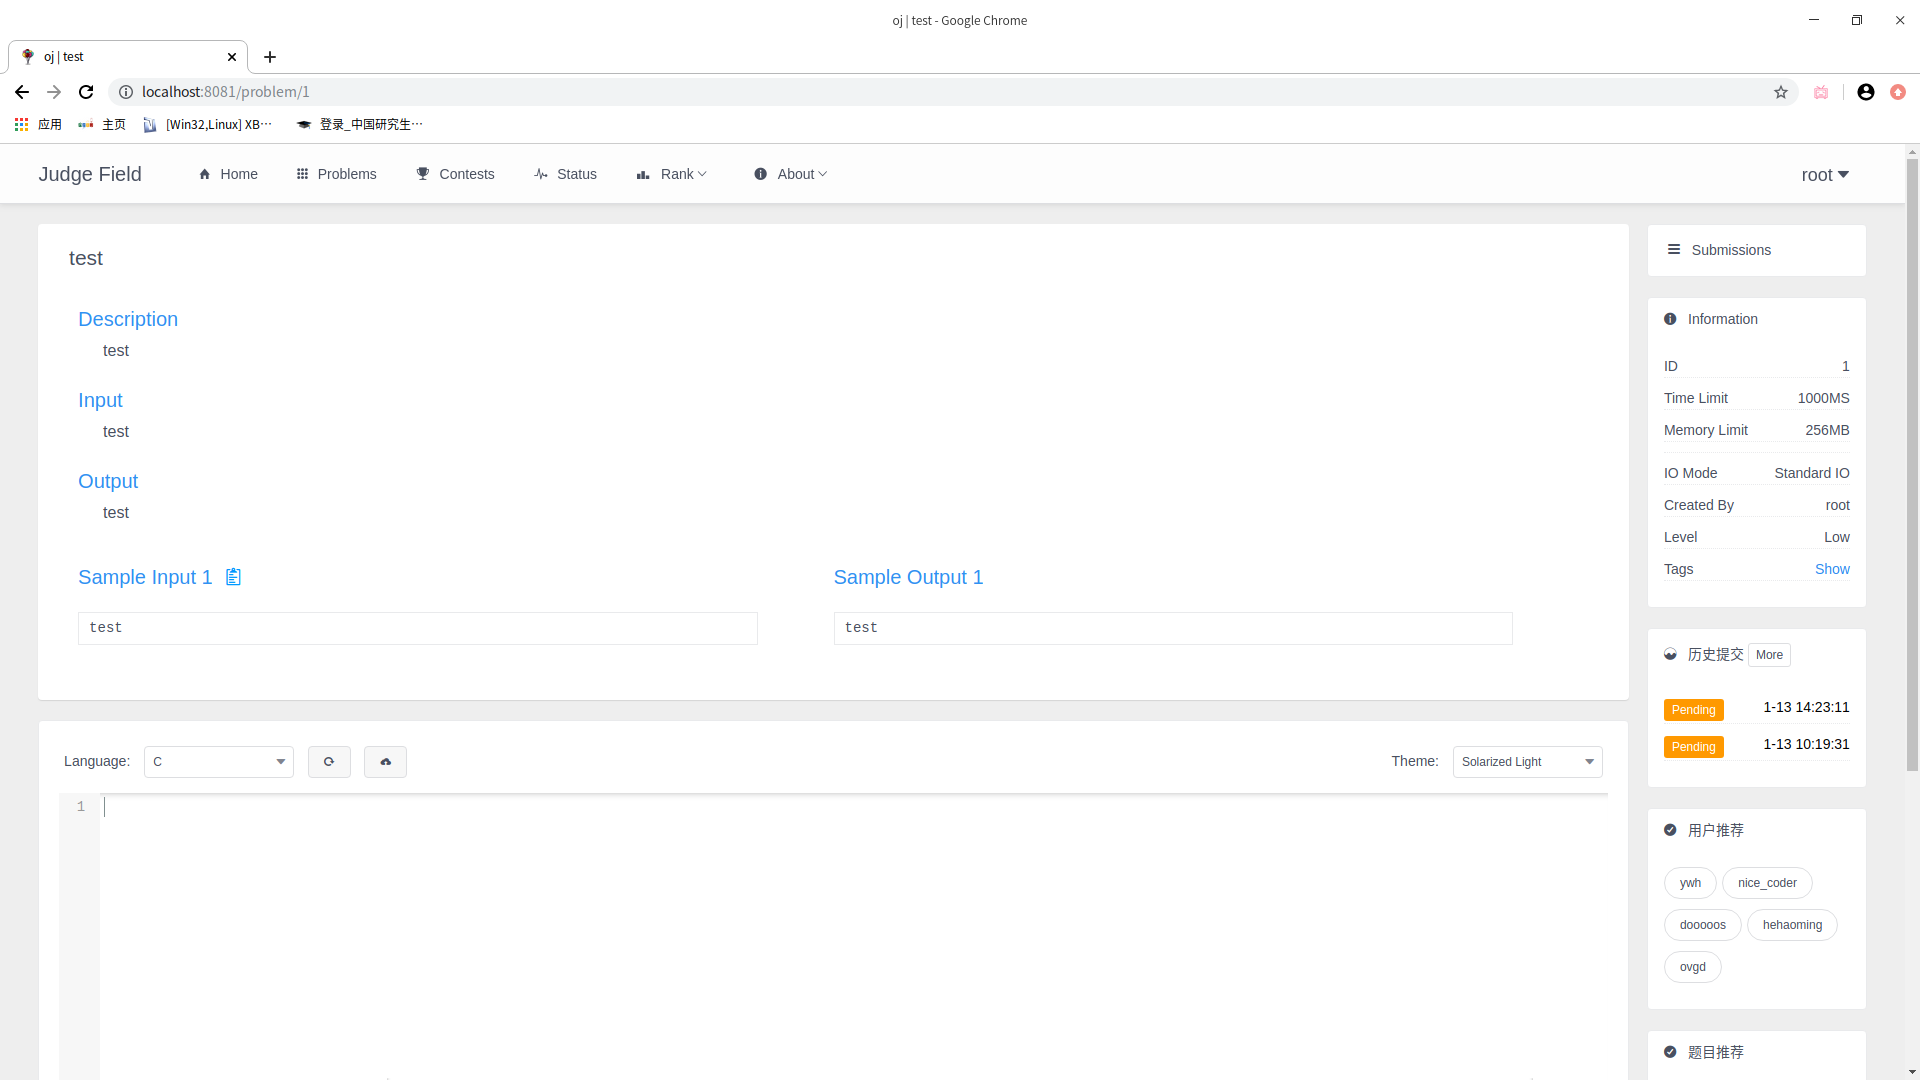 oj | test - Google Chrome
oj | test
localhost:8081/problem/1
应用 主页 [Win32,Linux] XB… 登录_中国研究生…
Judge Field Home Problems Contests Status Rank About root
test
Description
test
Input
test
Output
test
Sample Input 1 Sample Output 1
test test
Language: C Theme: Solarized Light
1
Submissions
Information
ID 1
Time Limit 1000MS
Memory Limit 256MB
IO Mode Standard IO
Created By root
Level Low
Tags Show
历史提交 More
Pending 1-13 14:23:11
Pending 1-13 10:19:31
用户推荐
ywh nice_coder
dooooos hehaoming
ovgd
题目推荐